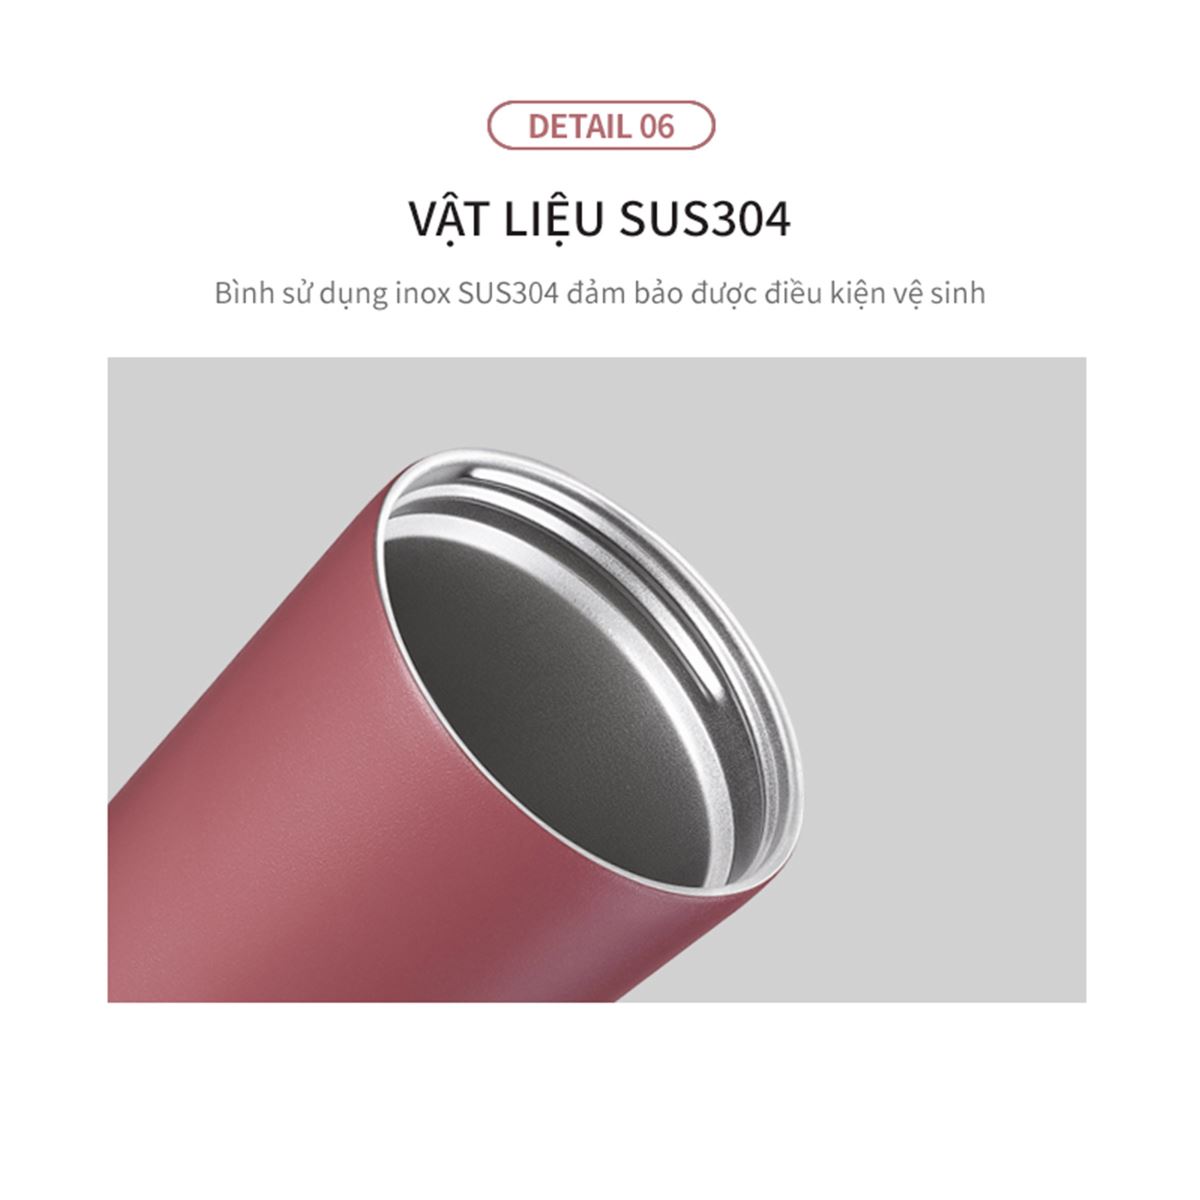 DETAIL 06
VẬT LIỆU SUS304
Bình sử dụng inox SUS304 đảm bảo được điều kiện vệ sinh